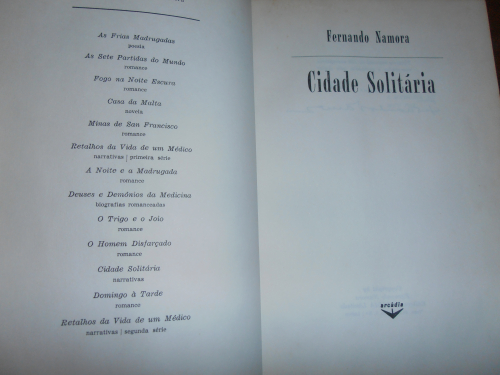 As Frias Madrugadas
poesia
As Sete Partidas do Mundo
romance
Fogo na Noite Escura
romance
Casa da Malta
novela
Minas de San Francisco
romance
Retalhos da Vida de um Médico
narrativas | primeira série
A Noite e a Madrugada
romance
Deuses e Demónios da Medicina
biografias romanceadas
O Trigo e o Joio
romance
O Homem Disfarçado
romance
Cidade Solitária
narrativas
Domingo à Tarde
romance
Retalhos da Vida de um Médico
narrativas | segunda série
Fernando Namora
Cidade Solitária
arcádia